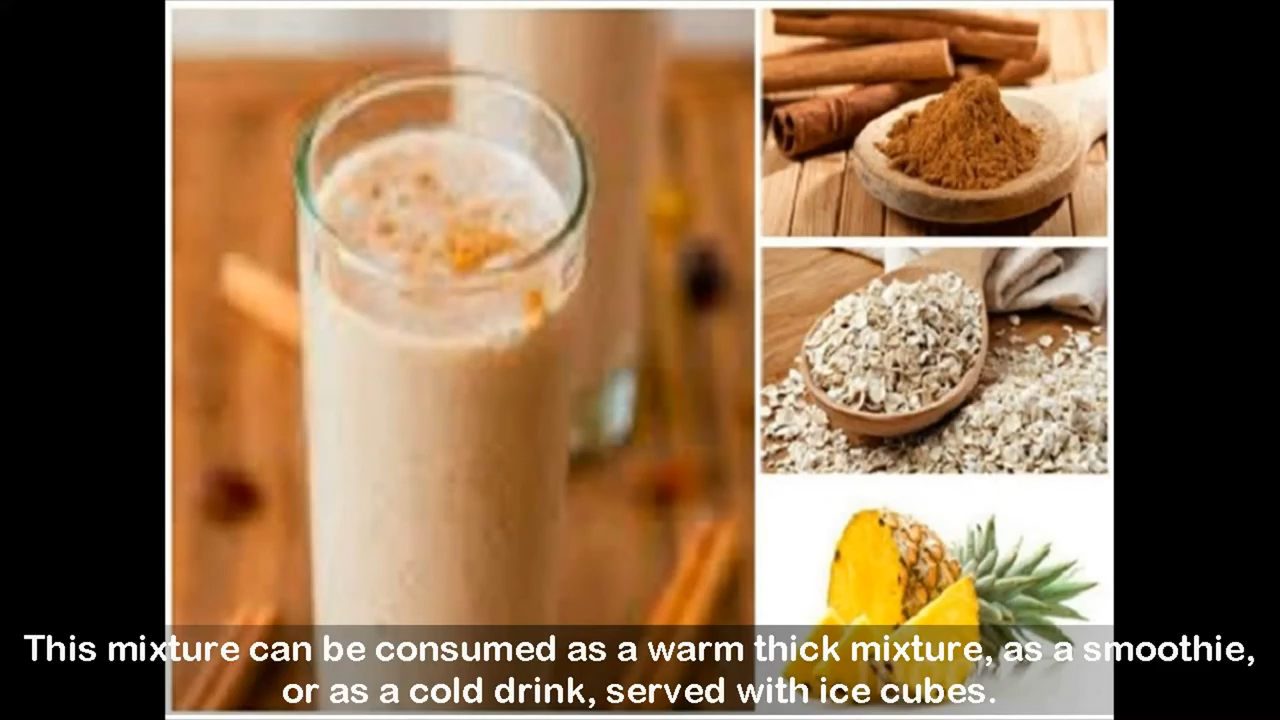 This mixture can be consumed as a warm thick mixture, as a smoothie,
or as a cold drink, served with ice cubes.